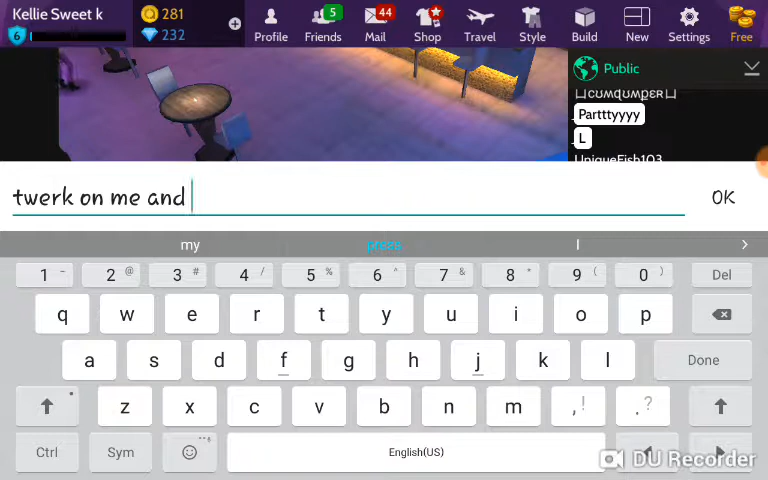 Kellie Sweet k
281
6
232
Profile
5
Friends
44
Mail
Shop
Travel
Style
Build
New
Settings
Free
Public
Partttyyyy
L
UniqueFish103
twerk on me and
OK
my
press
I
1 –
2 @
3 #
4 /
5 %
6 ^
7 &
8 *
9 (
0 )
Del
q w e r t y u i o p
a s d f g h j k l
Done
z x c v b n m , ! . ?
Ctrl
Sym
English(US)
DU Recorder